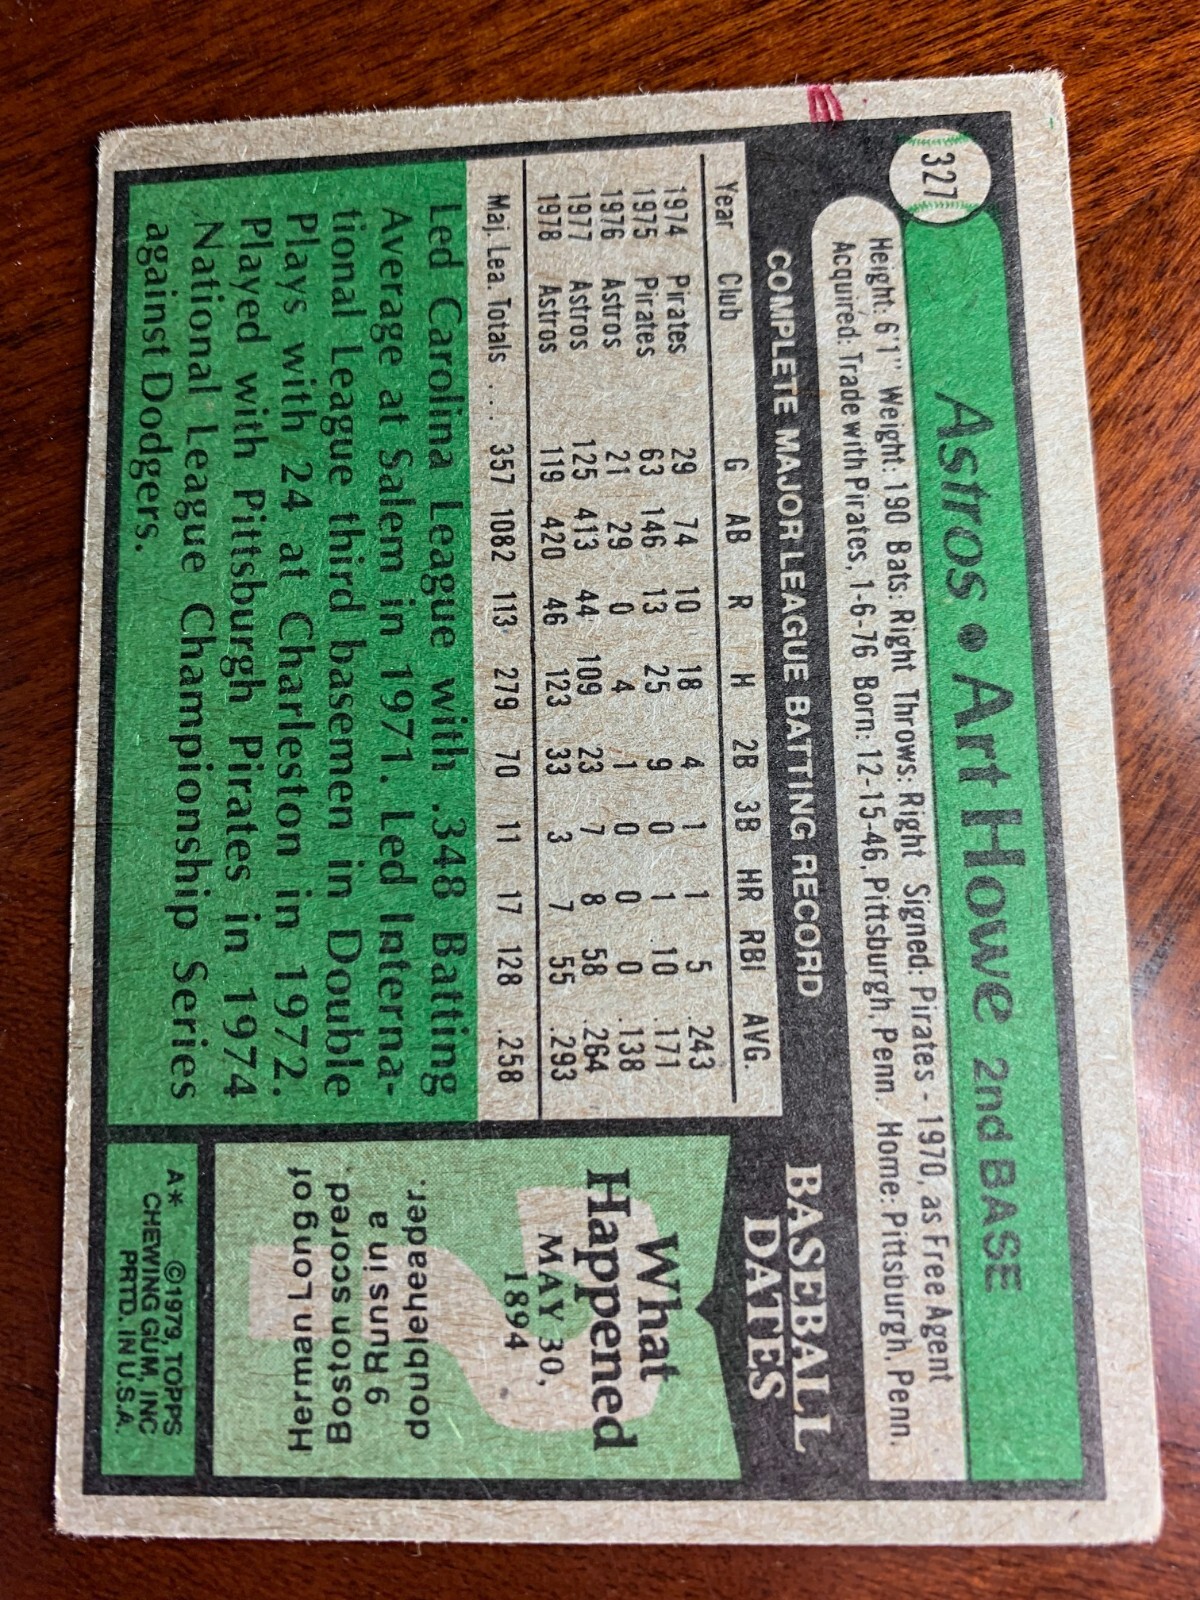 327
Astros • Art Howe 2nd BASE
Height: 6'1" Weight: 190 Bats: Right Throws: Right Signed: Pirates - 1970, as Free Agent
Acquired: Trade with Pirates, 1-6-76 Born: 12-15-46, Pittsburgh, Penn. Home: Pittsburgh, Penn.
COMPLETE MAJOR LEAGUE BATTING RECORD
Year Club G AB R H 2B 3B HR RBI AVG.
1974 Pirates 29 74 10 18 4 1 1 5 .243
1975 Pirates 63 146 13 25 9 0 1 10 .171
1976 Astros 21 29 0 4 1 0 0 0 .138
1977 Astros 125 413 44 109 23 7 8 58 .264
1978 Astros 119 420 46 123 33 3 7 55 .293
Maj. Lea. Totals .... 357 1082 113 279 70 11 17 128 .258
Led Carolina League with .348 Batting
Average at Salem in 1971. Led Interna-
tional League third basemen in Double
Plays with 24 at Charleston in 1972.
Played with Pittsburgh Pirates in 1974
National League Championship Series
against Dodgers.
BASEBALL
DATES
What
Happened
MAY 30,
1894
?
Herman Long of
Boston scored
9 Runs in a
doubleheader.
A* ©1979, TOPPS
CHEWING GUM, INC
PRTD. IN U.S.A.